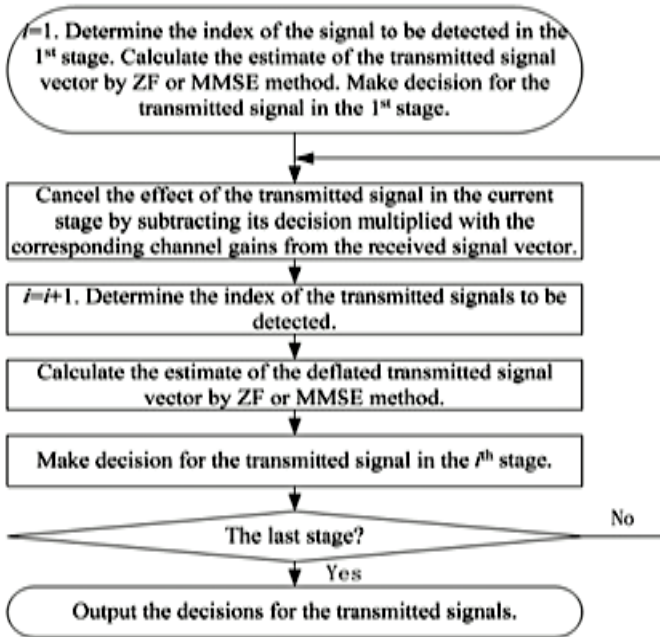 i=1. Determine the index of the signal to be detected in the
1st stage. Calculate the estimate of the transmitted signal
vector by ZF or MMSE method. Make decision for the
transmitted signal in the 1st stage.
Cancel the effect of the transmitted signal in the current
stage by subtracting its decision multiplied with the
corresponding channel gains from the received signal vector.
i=i+1. Determine the index of the transmitted signals to be
detected.
Calculate the estimate of the deflated transmitted signal
vector by ZF or MMSE method.
Make decision for the transmitted signal in the ith stage.
The last stage?
No
Yes
Output the decisions for the transmitted signals.